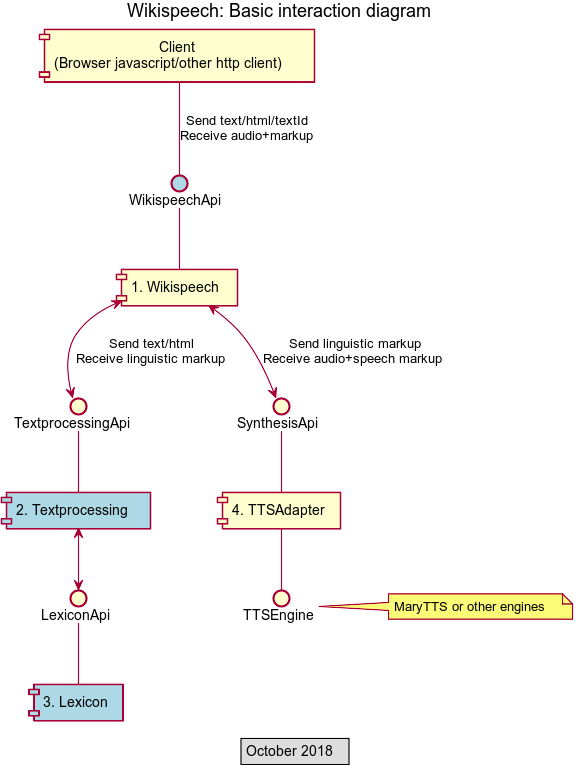 Wikispeech: Basic interaction diagram
Client
(Browser javascript/other http client)
Send text/html/textId
Receive audio+markup
WikispeechApi
1. Wikispeech
Send text/html
Receive linguistic markup
Send linguistic markup
Receive audio+speech markup
TextprocessingApi
SynthesisApi
2. Textprocessing
4. TTSAdapter
LexiconApi
TTSEngine
MaryTTS or other engines
3. Lexicon
October 2018